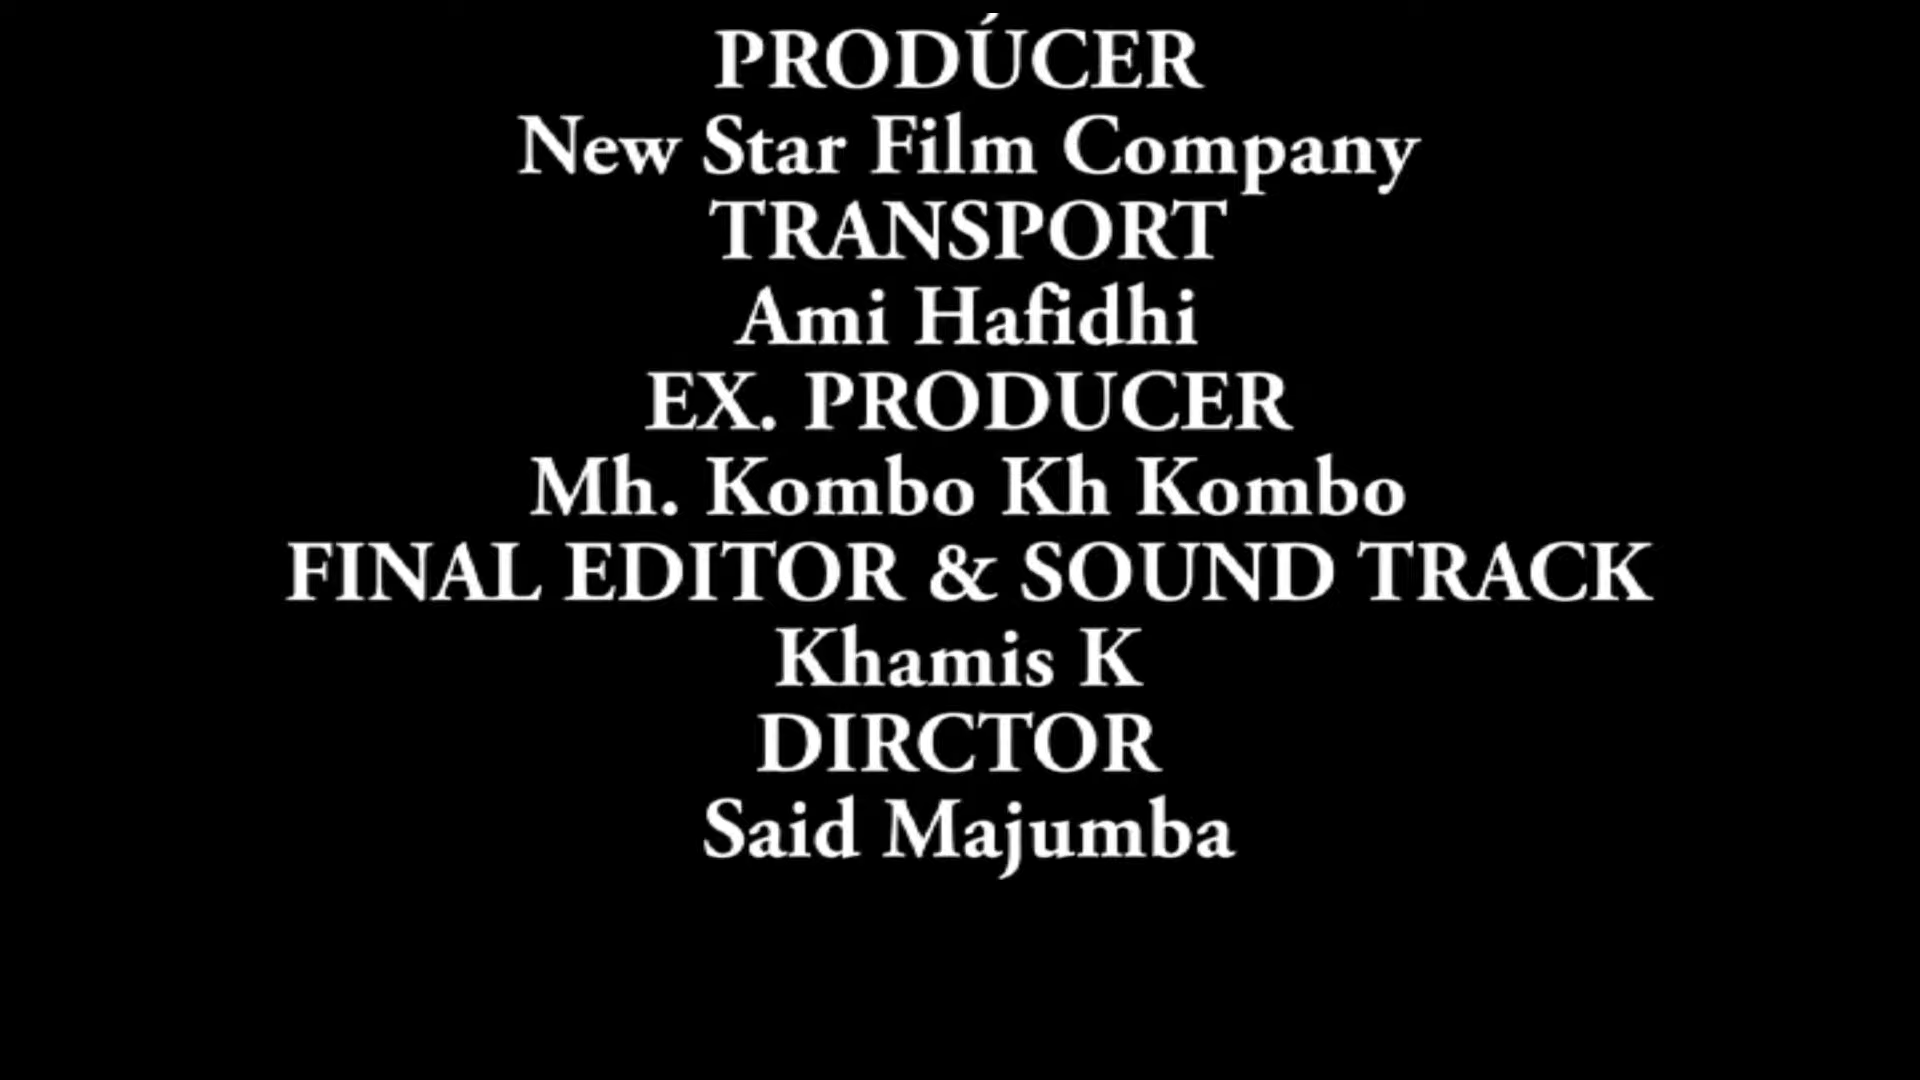 PRODÚCER
New Star Film Company
TRANSPORT
Ami Hafidhi
EX. PRODUCER
Mh. Kombo Kh Kombo
FINAL EDITOR & SOUND TRACK
Khamis K
DIRCTOR
Said Majumba